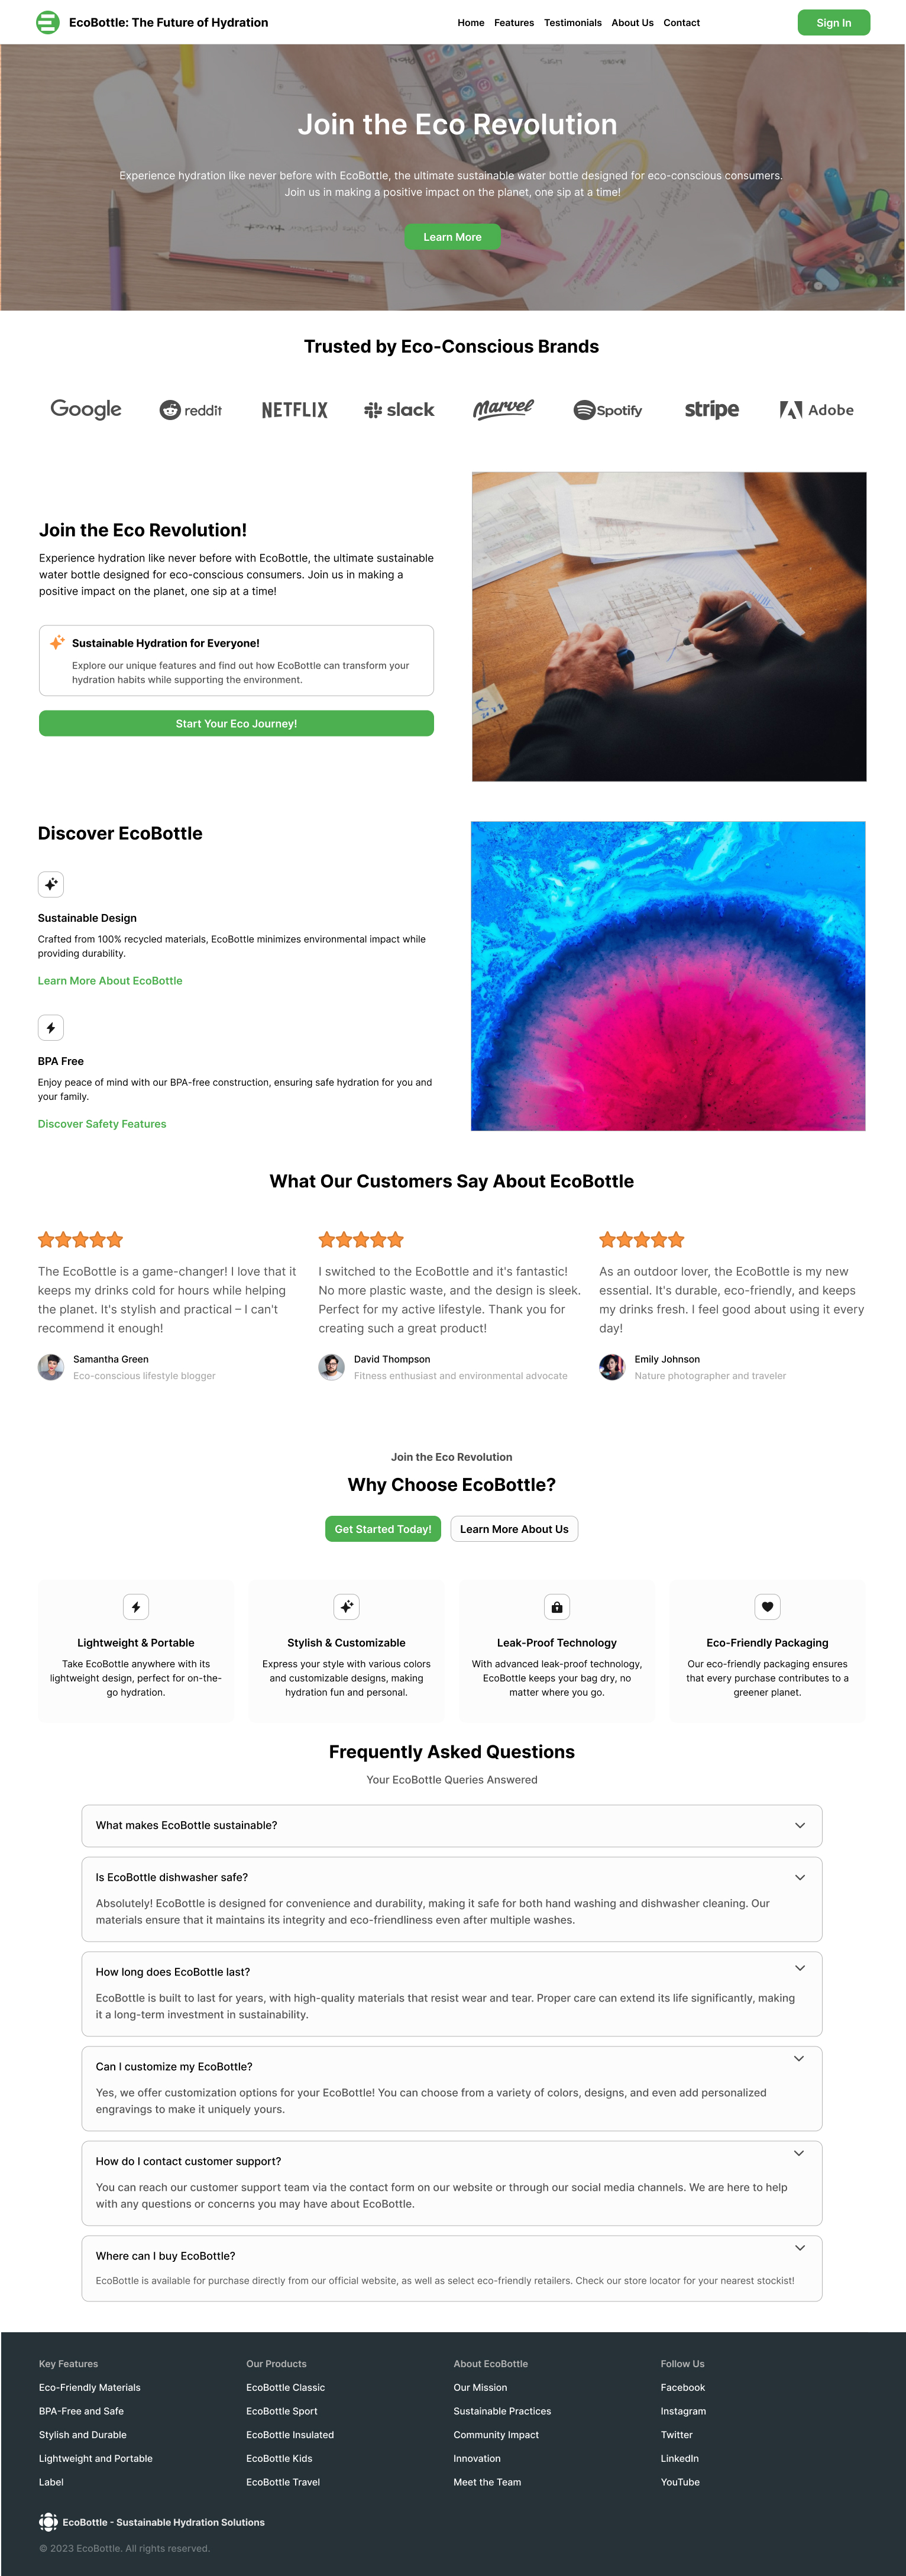 EcoBottle: The Future of Hydration
Home Features Testimonials About Us Contact
Sign In
Join the Eco Revolution
Experience hydration like never before with EcoBottle, the ultimate sustainable water bottle designed for eco-conscious consumers.
Join us in making a positive impact on the planet, one sip at a time!
Learn More
Trusted by Eco-Conscious Brands
Google reddit NETFLIX slack MARVEL Spotify stripe Adobe
Join the Eco Revolution!
Experience hydration like never before with EcoBottle, the ultimate sustainable
water bottle designed for eco-conscious consumers. Join us in making a
positive impact on the planet, one sip at a time!
Sustainable Hydration for Everyone!
Explore our unique features and find out how EcoBottle can transform your
hydration habits while supporting the environment.
Start Your Eco Journey!
Discover EcoBottle
Sustainable Design
Crafted from 100% recycled materials, EcoBottle minimizes environmental impact while
providing durability.
Learn More About EcoBottle
BPA Free
Enjoy peace of mind with our BPA-free construction, ensuring safe hydration for you and
your family.
Discover Safety Features
What Our Customers Say About EcoBottle
The EcoBottle is a game-changer! I love that it
keeps my drinks cold for hours while helping
the planet. It's stylish and practical – I can't
recommend it enough!
Samantha Green
Eco-conscious lifestyle blogger
I switched to the EcoBottle and it's fantastic!
No more plastic waste, and the design is sleek.
Perfect for my active lifestyle. Thank you for
creating such a great product!
David Thompson
Fitness enthusiast and environmental advocate
As an outdoor lover, the EcoBottle is my new
essential. It's durable, eco-friendly, and keeps
my drinks fresh. I feel good about using it every
day!
Emily Johnson
Nature photographer and traveler
Join the Eco Revolution
Why Choose EcoBottle?
Get Started Today!
Learn More About Us
Lightweight & Portable
Take EcoBottle anywhere with its
lightweight design, perfect for on-the-
go hydration.
Stylish & Customizable
Express your style with various colors
and customizable designs, making
hydration fun and personal.
Leak-Proof Technology
With advanced leak-proof technology,
EcoBottle keeps your bag dry, no
matter where you go.
Eco-Friendly Packaging
Our eco-friendly packaging ensures
that every purchase contributes to a
greener planet.
Frequently Asked Questions
Your EcoBottle Queries Answered
What makes EcoBottle sustainable?
Is EcoBottle dishwasher safe?
Absolutely! EcoBottle is designed for convenience and durability, making it safe for both hand washing and dishwasher cleaning. Our
materials ensure that it maintains its integrity and eco-friendliness even after multiple washes.
How long does EcoBottle last?
EcoBottle is built to last for years, with high-quality materials that resist wear and tear. Proper care can extend its life significantly, making
it a long-term investment in sustainability.
Can I customize my EcoBottle?
Yes, we offer customization options for your EcoBottle! You can choose from a variety of colors, designs, and even add personalized
engravings to make it uniquely yours.
How do I contact customer support?
You can reach our customer support team via the contact form on our website or through our social media channels. We are here to help
with any questions or concerns you may have about EcoBottle.
Where can I buy EcoBottle?
EcoBottle is available for purchase directly from our official website, as well as select eco-friendly retailers. Check our store locator for your nearest stockist!
Key Features
Eco-Friendly Materials
BPA-Free and Safe
Stylish and Durable
Lightweight and Portable
Label
Our Products
EcoBottle Classic
EcoBottle Sport
EcoBottle Insulated
EcoBottle Kids
EcoBottle Travel
About EcoBottle
Our Mission
Sustainable Practices
Community Impact
Innovation
Meet the Team
Follow Us
Facebook
Instagram
Twitter
LinkedIn
YouTube
EcoBottle - Sustainable Hydration Solutions
© 2023 EcoBottle. All rights reserved.